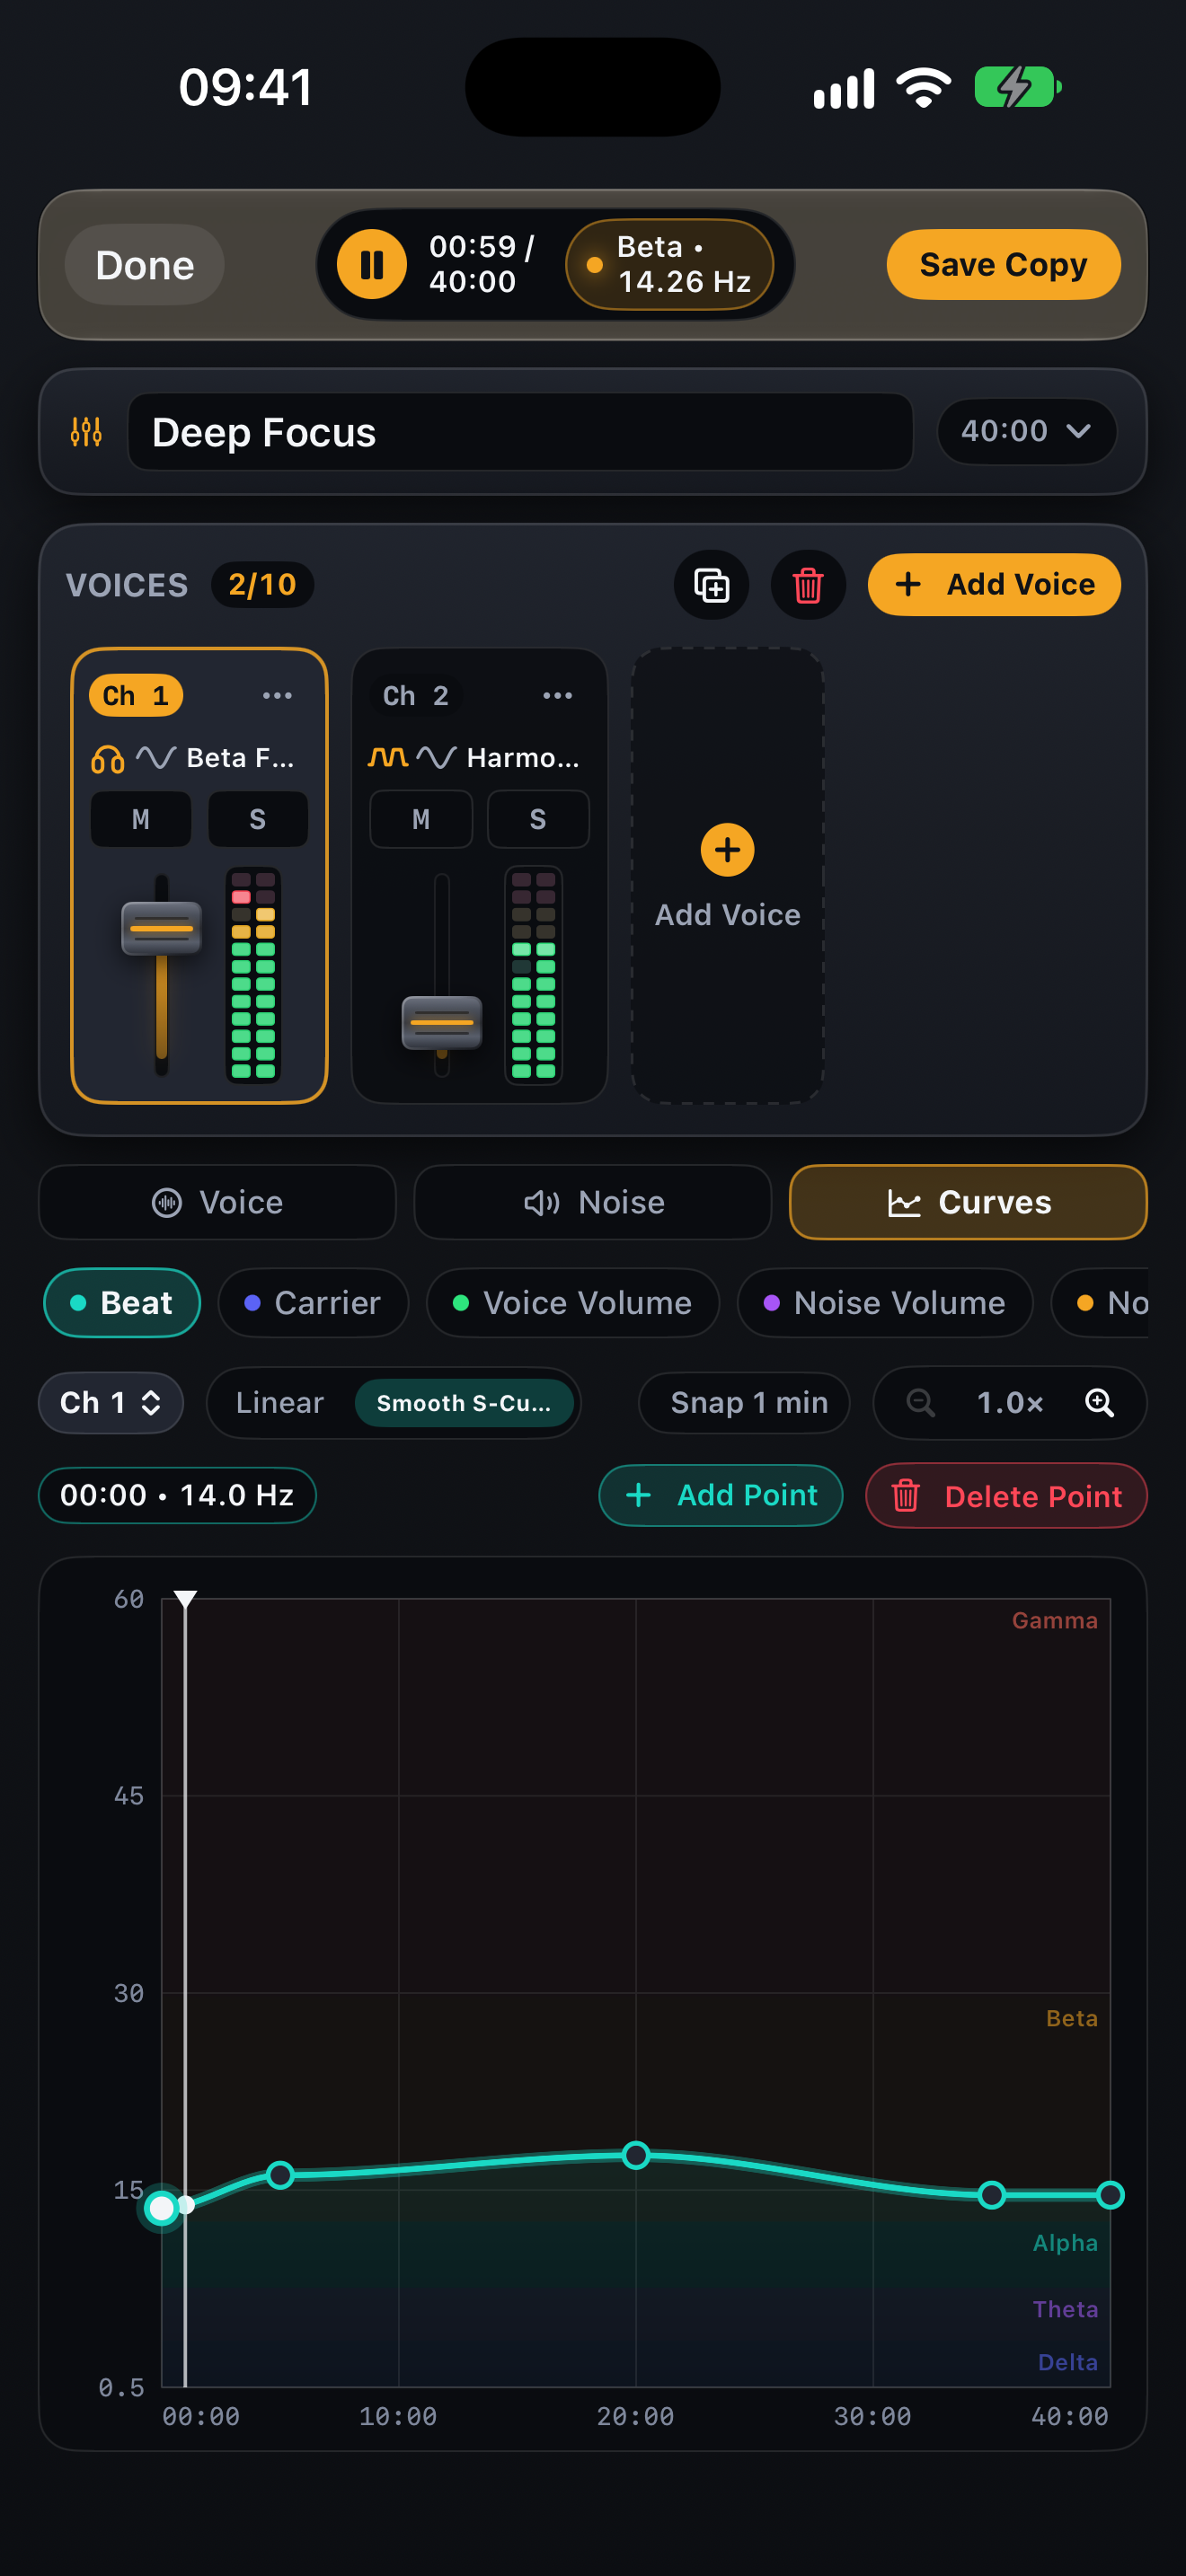 09:41
Done
00:59 /
40:00
Beta •
14.26 Hz
Save Copy
Deep Focus
40:00
VOICES
2/10
Add Voice
Ch 1
Ch 2
Beta F...
Harmo...
M
S
M
S
Add Voice
Voice
Noise
Curves
Beat
Carrier
Voice Volume
Noise Volume
No
Ch 1
Linear
Smooth S-Cu...
Snap 1 min
1.0×
00:00 • 14.0 Hz
Add Point
Delete Point
60
Gamma
45
30
Beta
15
Alpha
Theta
Delta
0.5
00:00
10:00
20:00
30:00
40:00